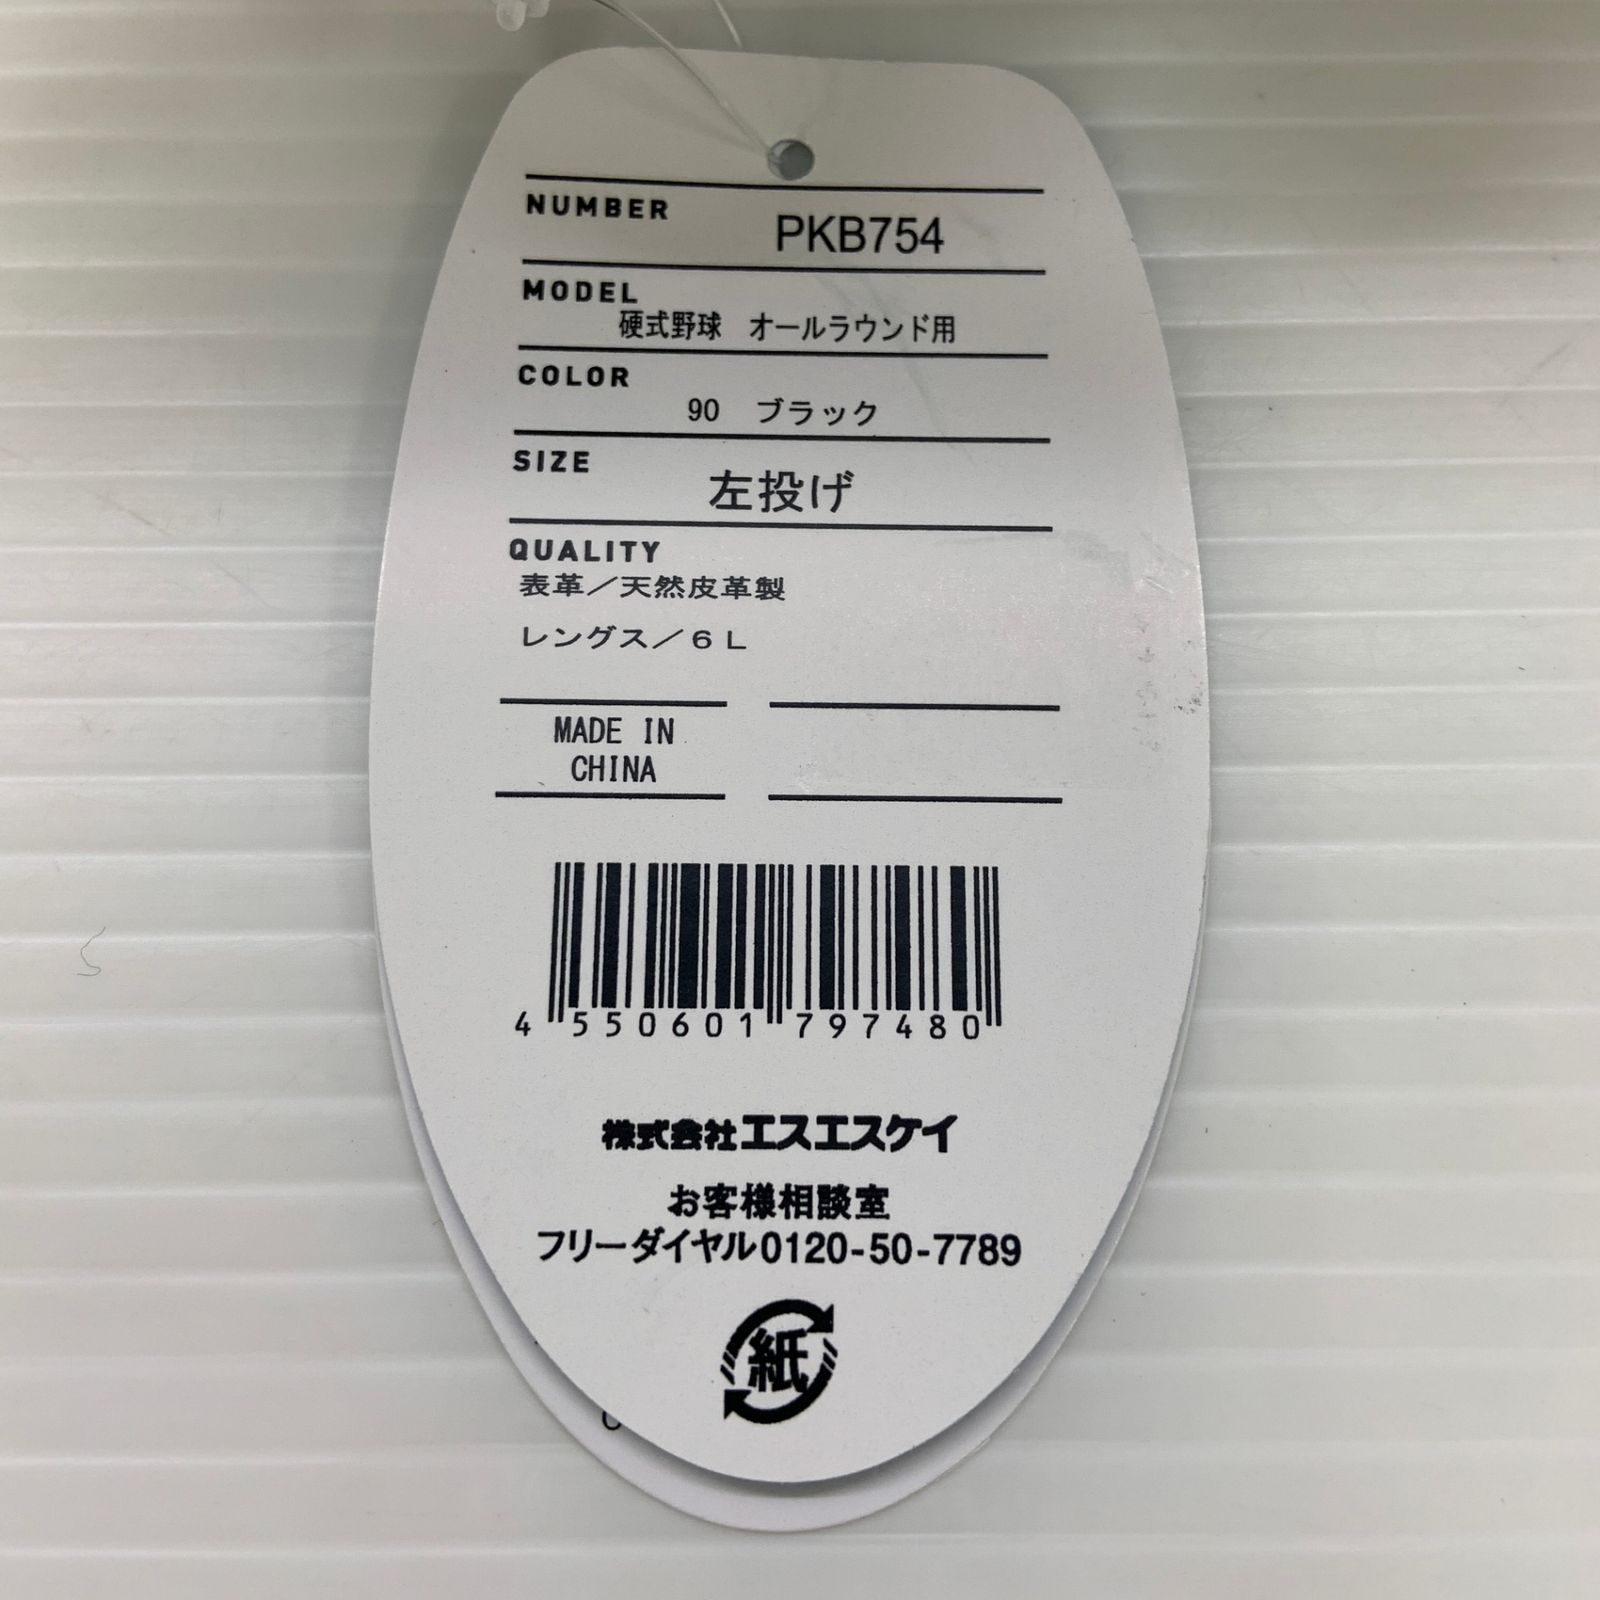 NUMBER
PKB754
MODEL
硬式野球　オールラウンド用
COLOR
90　ブラック
SIZE
左投げ
QUALITY
表革／天然皮革製
レングス／６Ｌ
MADE IN
CHINA
4 550601 797480
株式会社エスエスケイ
お客様相談室
フリーダイヤル0120-50-7789
紙